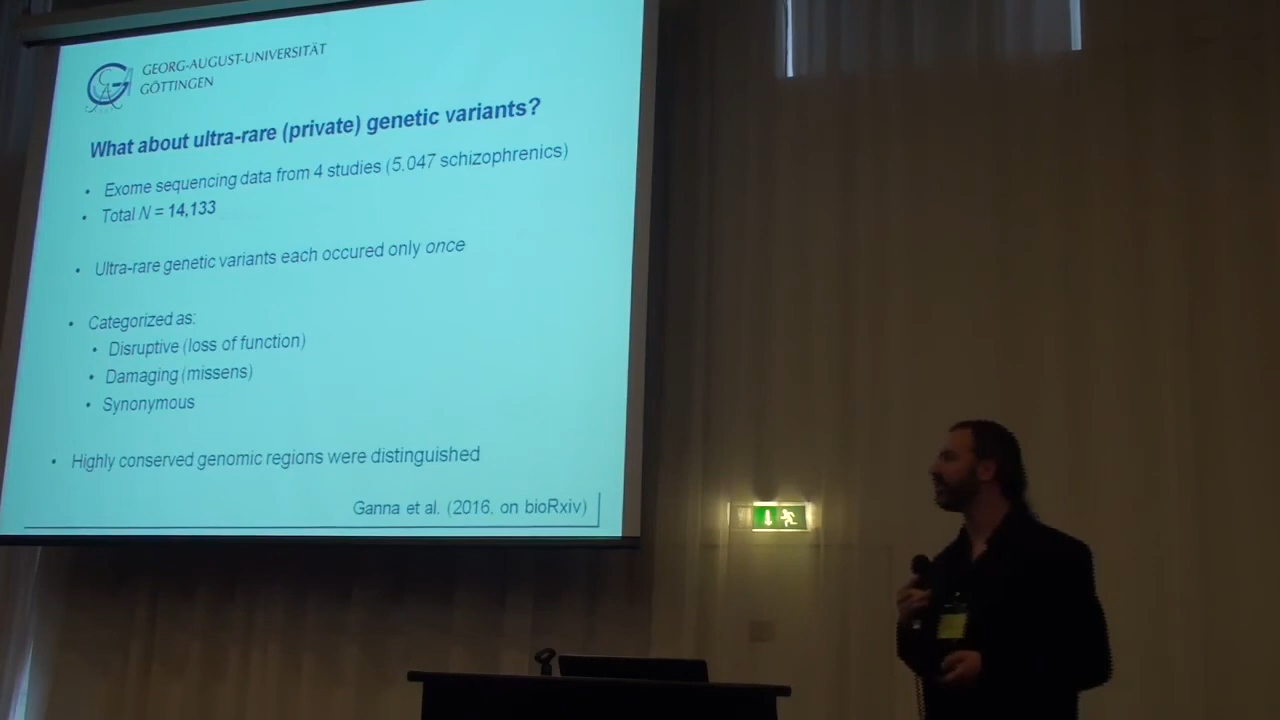 GEORG-AUGUST-UNIVERSITÄT
GÖTTINGEN
What about ultra-rare (private) genetic variants?
• Exome sequencing data from 4 studies (5.047 schizophrenics)
• Total N = 14,133
• Ultra-rare genetic variants each occured only once
• Categorized as:
• Disruptive (loss of function)
• Damaging (missens)
• Synonymous
• Highly conserved genomic regions were distinguished
Ganna et al. (2016, on bioRxiv)